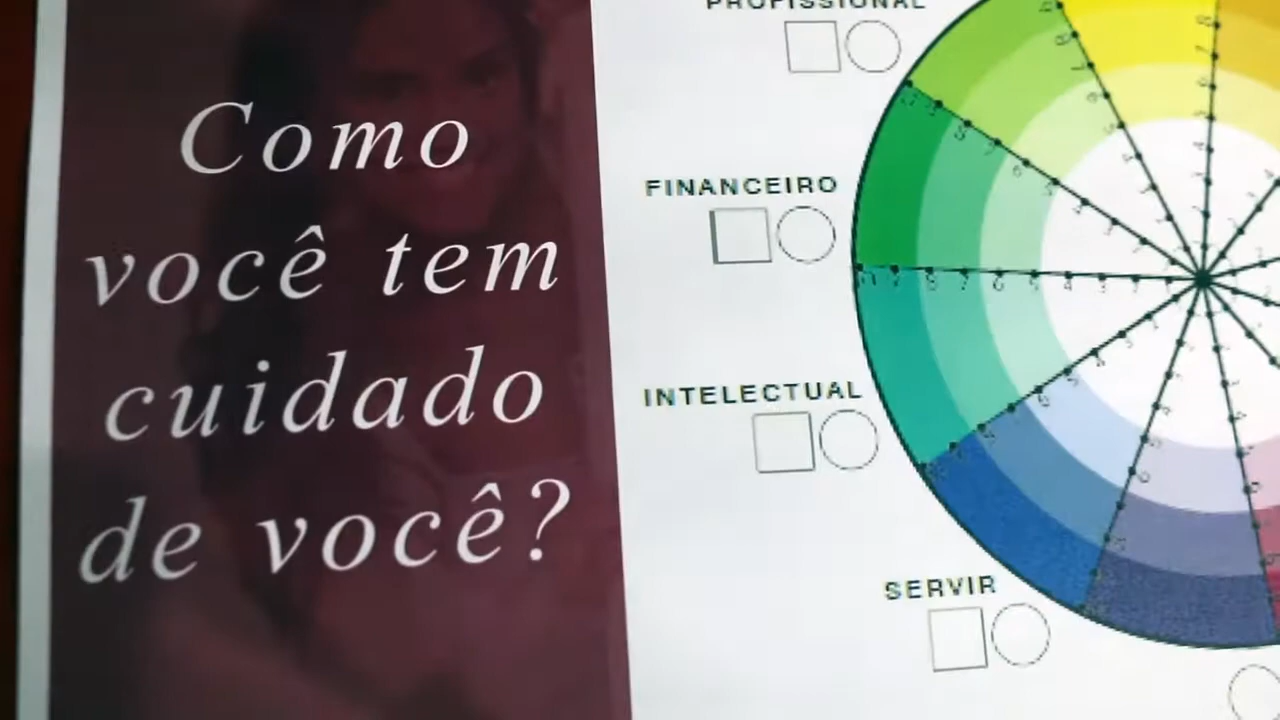 Como
você tem
cuidado
de você?
PROFISSIONAL
FINANCEIRO
INTELECTUAL
SERVIR